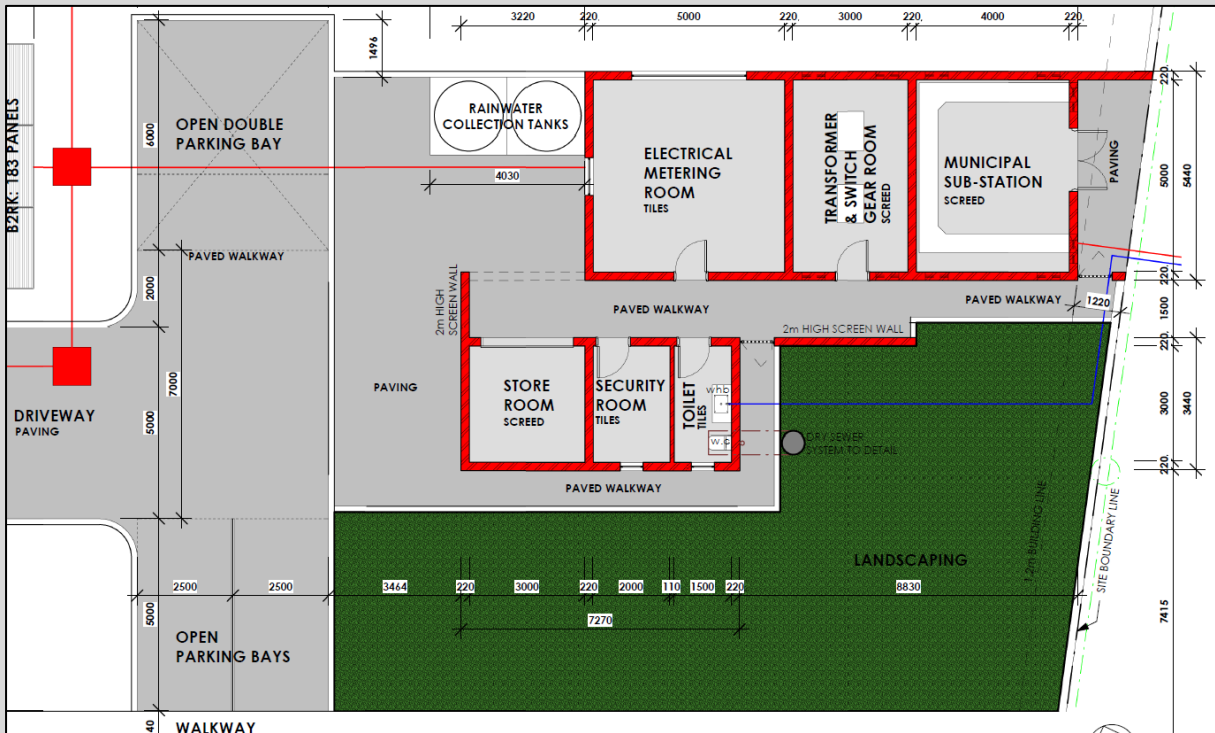 3220
220.
5000
220.
3000
220.
4000
220.
1496
B2RK: 183 PANELS
6000
OPEN DOUBLE
PARKING BAY
RAINWATER
COLLECTION TANKS
4030
ELECTRICAL
METERING
ROOM
TILES
TRANSFORMER
& SWITCH
GEAR ROOM
SCREED
MUNICIPAL
SUB-STATION
SCREED
PAVING
220.
5000
5440
220.
PAVED WALKWAY
2000
2m HIGH
SCREEN WALL
PAVED WALKWAY
PAVED WALKWAY
1220
1500
2m HIGH SCREEN WALL
220.
7000
PAVING
STORE
ROOM
SCREED
SECURITY
ROOM
TILES
TOILET
TILES
whb
w.c
DRY SEWER
SYSTEM TO DETAIL
3000
3440
220.
DRIVEWAY
PAVING
5000
PAVED WALKWAY
LANDSCAPING
1.2m BUILDING LINE
SITE BOUNDARY LINE
2500
2500
3464
220
3000
220
2000
110
1500
220
8830
7270
7415
5000
OPEN
PARKING BAYS
40
WALKWAY